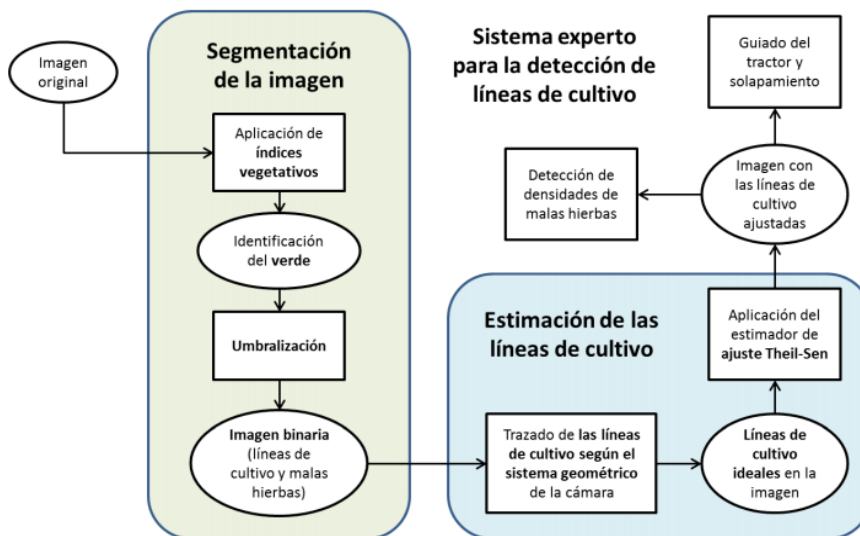 Imagen
original
Segmentación
de la imagen
Aplicación de
índices
vegetativos
Identificación
del verde
Umbralización
Imagen binaria
(líneas de
cultivo y malas
hierbas)
Sistema experto
para la detección de
líneas de cultivo
Guiado del
tractor y
solapamiento
Detección de
densidades de
malas hierbas
Imagen con
las líneas de
cultivo
ajustadas
Estimación de las
líneas de cultivo
Aplicación del
estimador de
ajuste Theil-Sen
Trazado de las líneas
de cultivo según el
sistema geométrico
de la cámara
Líneas de
cultivo
ideales en la
imagen